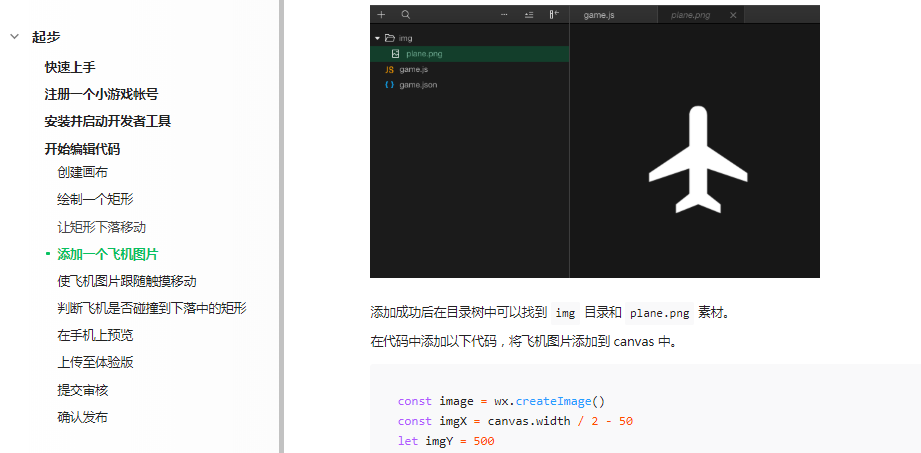 起步
快速上手
注册一个小游戏帐号
安装并启动开发者工具
开始编辑代码
创建画布
绘制一个矩形
让矩形下落移动
添加一个飞机图片
使飞机图片跟随触摸移动
判断飞机是否碰撞到下落中的矩形
在手机上预览
上传至体验版
提交审核
确认发布
game.js plane.png
img
plane.png
JS game.js
{ } game.json
添加成功后在目录树中可以找到 img 目录和 plane.png 素材。
在代码中添加以下代码，将飞机图片添加到 canvas 中。
const image = wx.createImage()
const imgX = canvas.width / 2 - 50
let imgY = 500